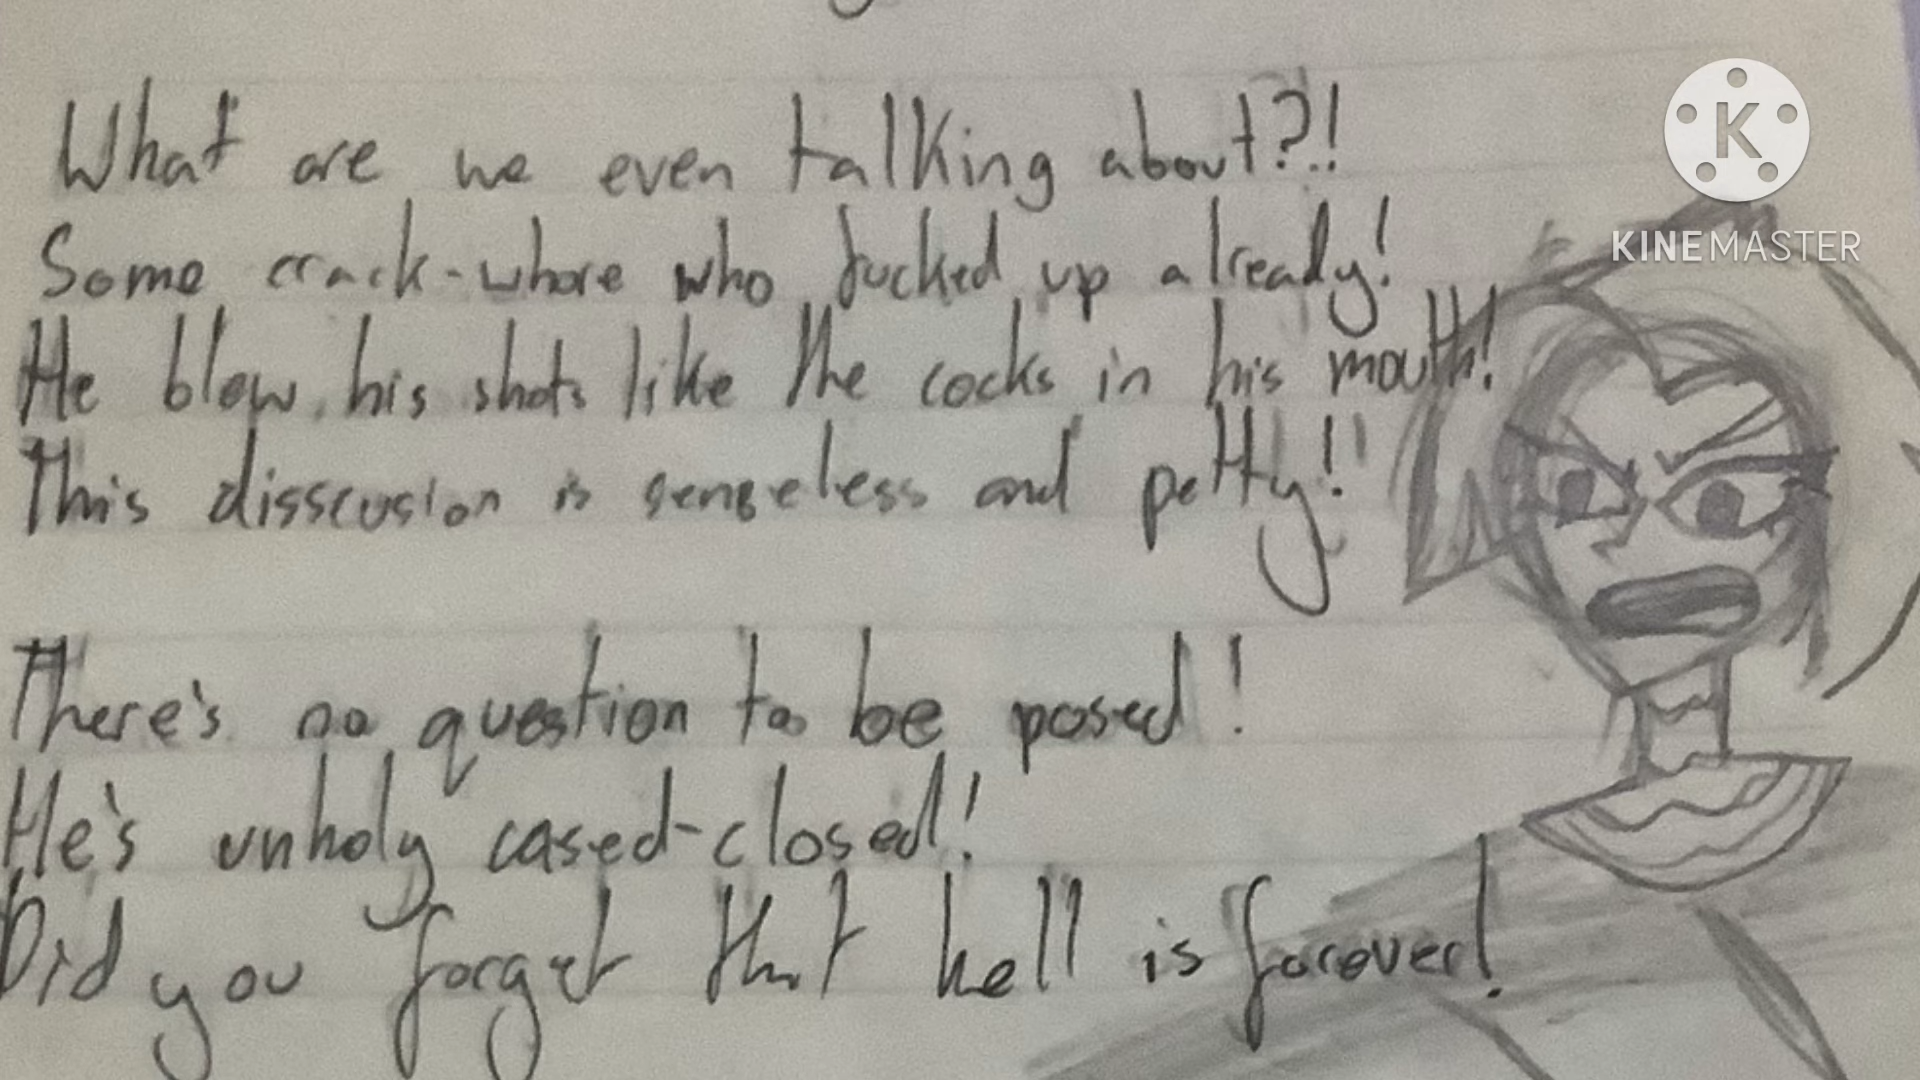 What are we even talking about?!
Some crack-whore who fucked up already!
He blow his shots like the cocks in his mouth!
This disscusion is senseless and petty!!
There's no question to be posed!
He's unholy cased-closed!
Did you forget that hell is forever!
K
KINEMASTER